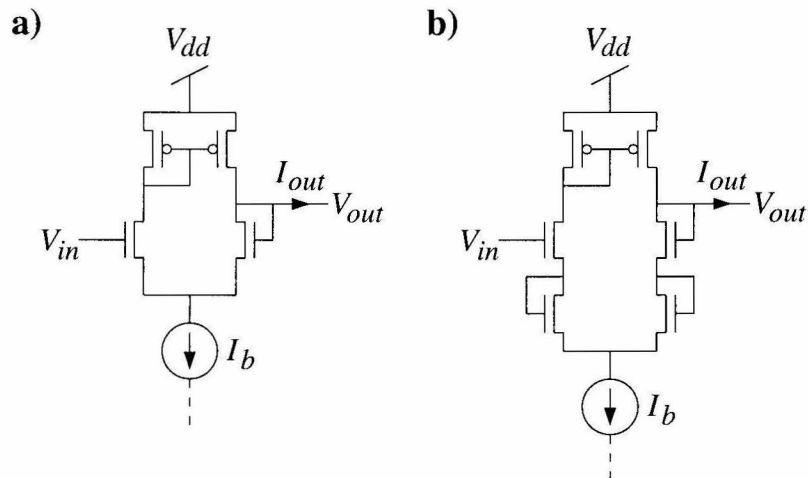 a)
V_dd
I_out
V_out
V_in
I_b
b)
V_dd
I_out
V_out
V_in
I_b